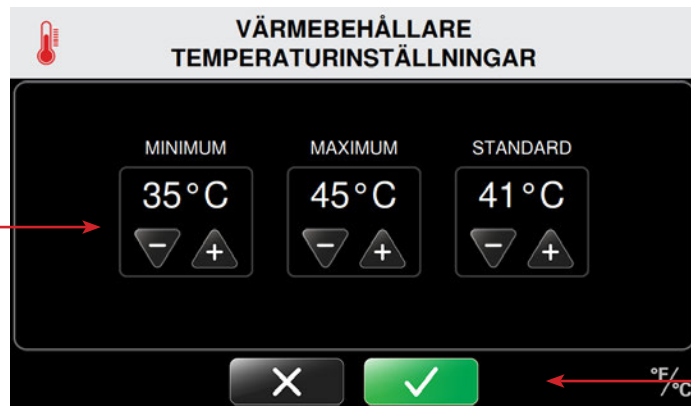 VÄRMEBEHÅLLARE
TEMPERATURINSTÄLLNINGAR
MINIMUM MAXIMUM STANDARD
35°C 45°C 41°C
- + - + - +
°F/°C